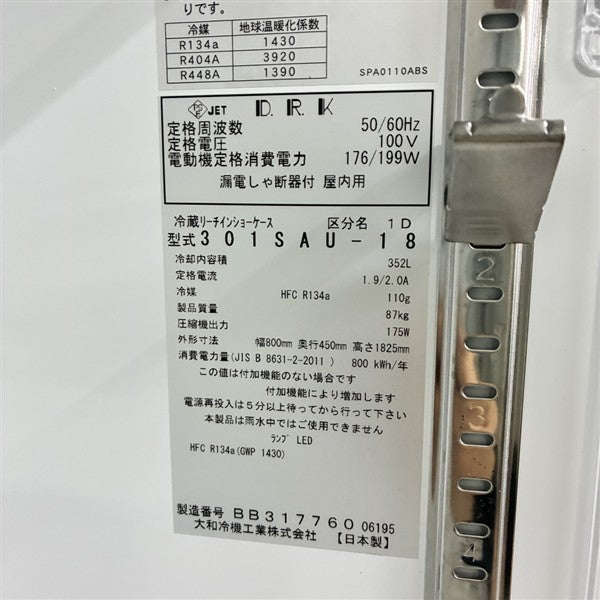 りです。
冷媒 地球温暖化係数
R134a 1430
R404A 3920
R448A 1390
SPA0110ABS
PSE JET D.R.K
定格周波数 50/60Hz
定格電圧 100V
電動機定格消費電力 176/199W
漏電しゃ断器付 屋内用
冷蔵リーチインショーケース 区分名 1D
型式 301SAU-18
冷却内容積 352L
定格電流 1.9/2.0A
冷媒 HFC R134a 110g
製品質量 87kg
圧縮機出力 175W
外形寸法 幅800mm 奥行450mm 高さ1825mm
消費電力量(JIS B 8631-2-2011) 800 kWh/年
この値は付加機能のない場合です
付加機能により増加します
電源再投入は5分以上待ってから行って下さい
本製品は雨水中ではご使用できません
ランプ LED
HFC R134a(GWP 1430)
製造番号 BB317760 06195
大和冷機工業株式会社 【日本製】
2
3
4